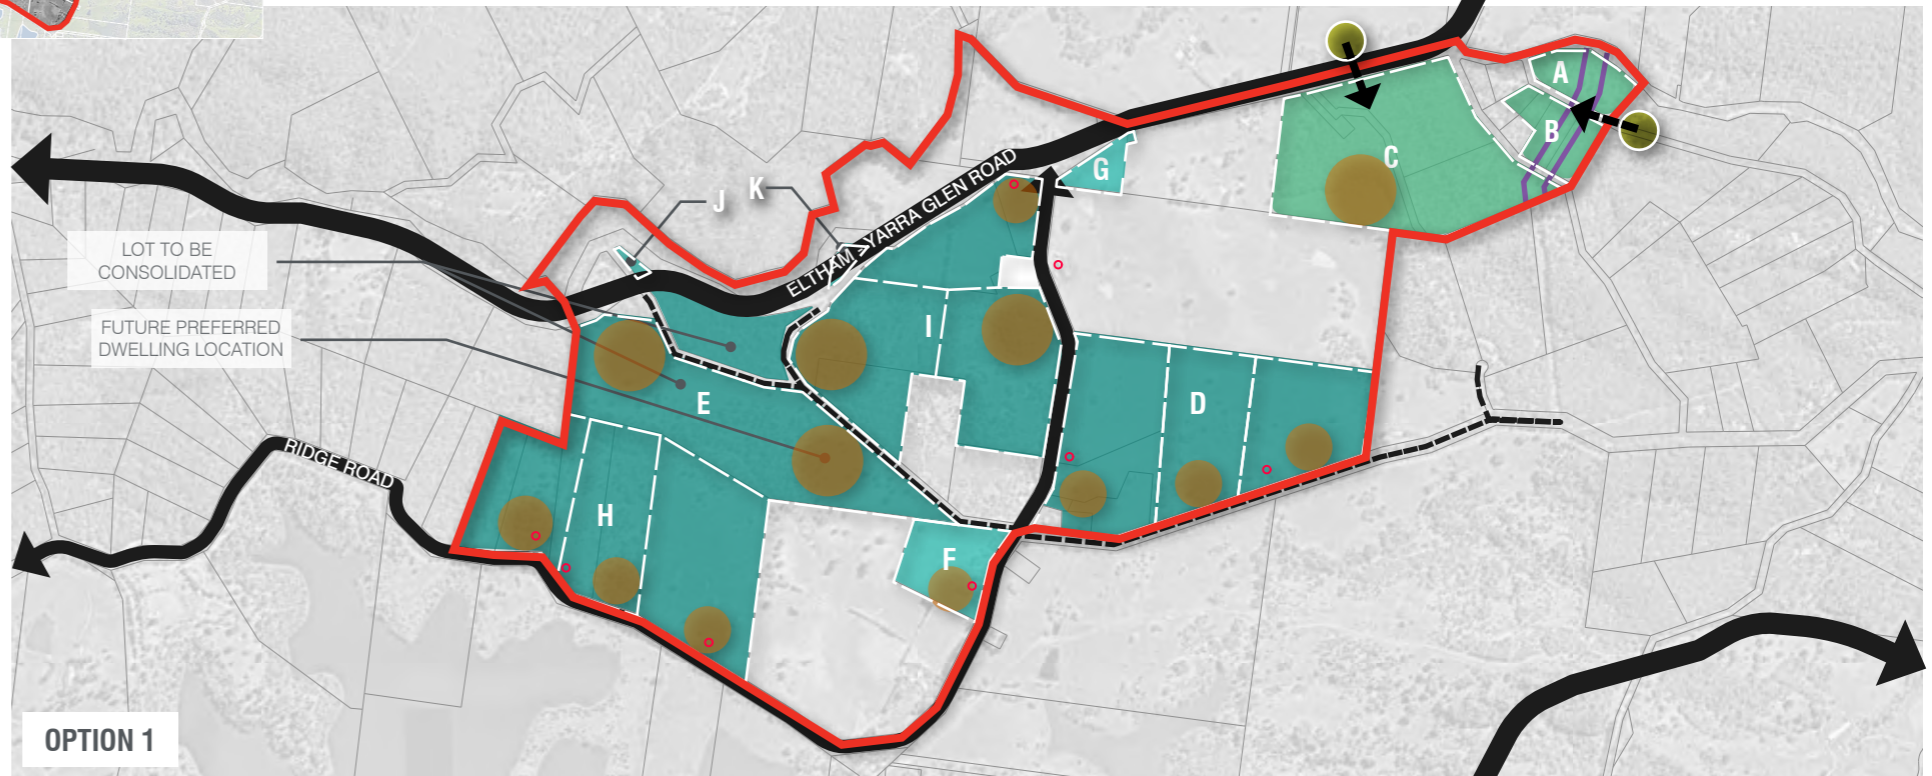 A
B
C
ELTHAM - YARRA GLEN ROAD
G
K
J
LOT TO BE
CONSOLIDATED
FUTURE PREFERRED
DWELLING LOCATION
I
E
D
RIDGE ROAD
H
F
OPTION 1